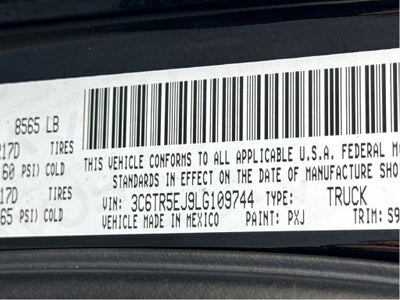 8565 LB
17D TIRES
60 PSI) COLD
17D TIRES
65 PSI) COLD
THIS VEHICLE CONFORMS TO ALL APPLICABLE U.S.A. FEDERAL MO
STANDARDS IN EFFECT ON THE DATE OF MANUFACTURE SHO
VIN: 3C6TR5EJ9LG109744 TYPE: TRUCK
VEHICLE MADE IN MEXICO PAINT: PXJ TRIM: S9